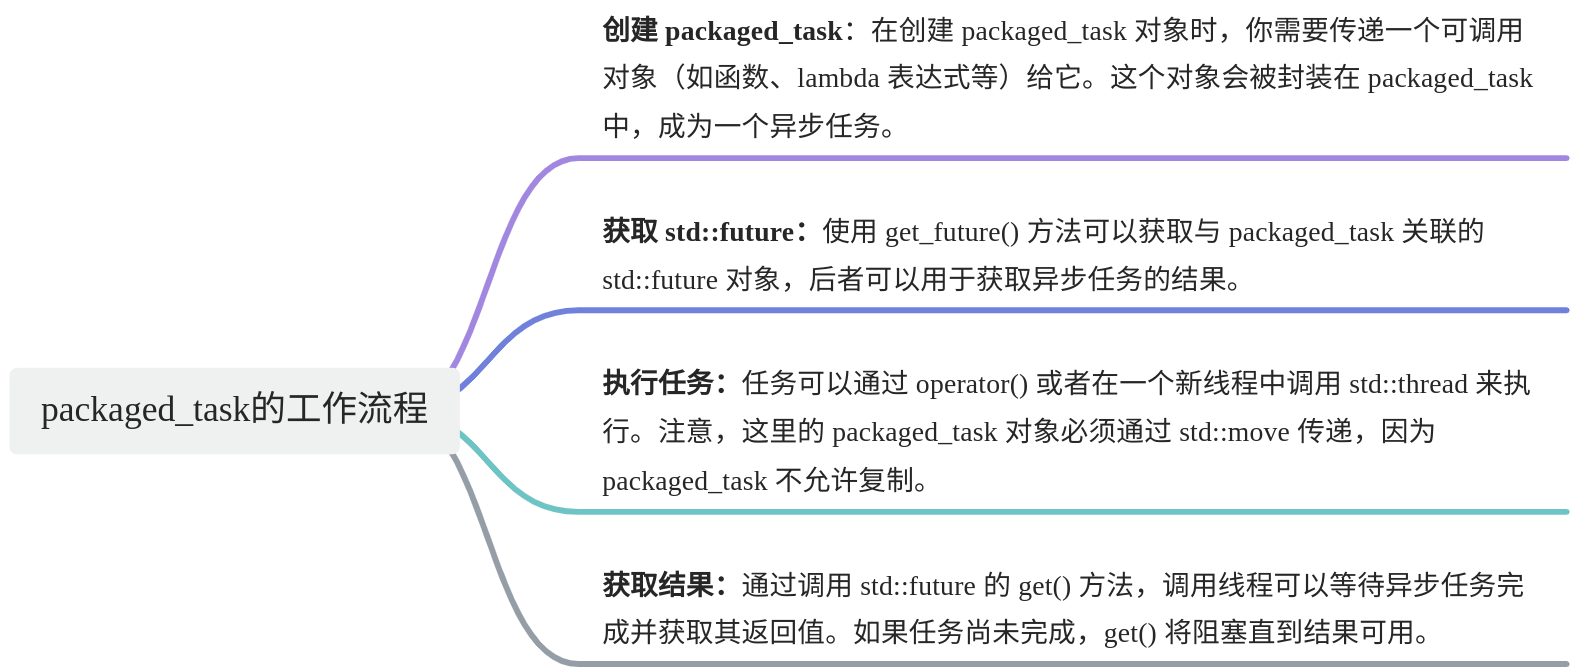 创建 packaged_task：在创建 packaged_task 对象时，你需要传递一个可调用
对象（如函数、lambda 表达式等）给它。这个对象会被封装在 packaged_task
中，成为一个异步任务。
获取 std::future：使用 get_future() 方法可以获取与 packaged_task 关联的
std::future 对象，后者可以用于获取异步任务的结果。
packaged_task的工作流程
执行任务：任务可以通过 operator() 或者在一个新线程中调用 std::thread 来执
行。注意，这里的 packaged_task 对象必须通过 std::move 传递，因为
packaged_task 不允许复制。
获取结果：通过调用 std::future 的 get() 方法，调用线程可以等待异步任务完
成并获取其返回值。如果任务尚未完成，get() 将阻塞直到结果可用。